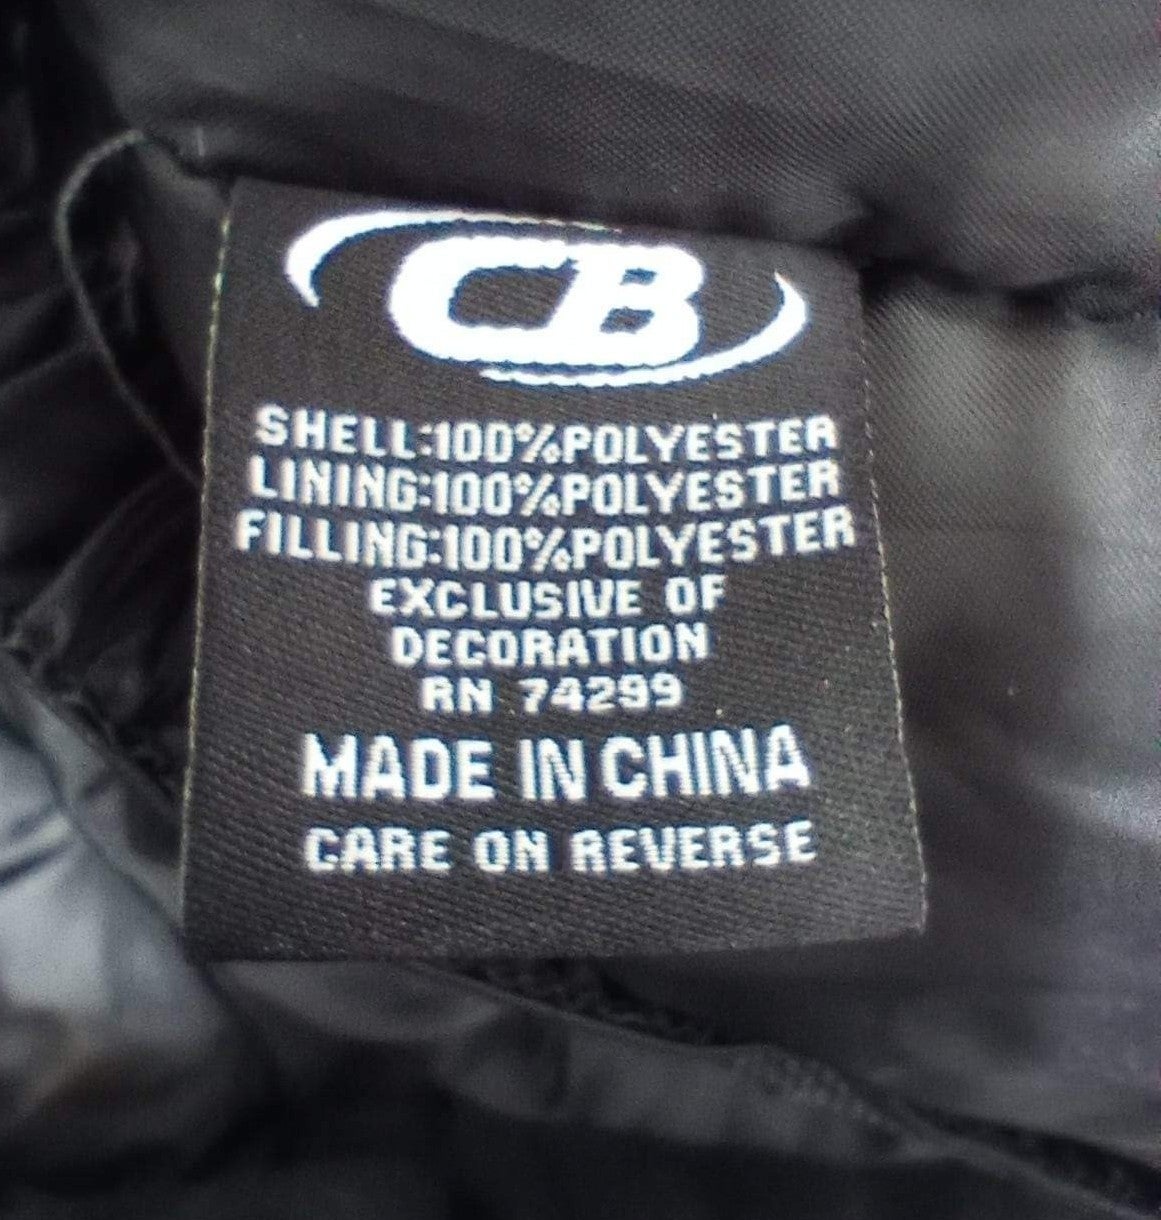 CB
SHELL:100%POLYESTER
LINING:100%POLYESTER
FILLING:100%POLYESTER
EXCLUSIVE OF
DECORATION
RN 74299
MADE IN CHINA
CARE ON REVERSE